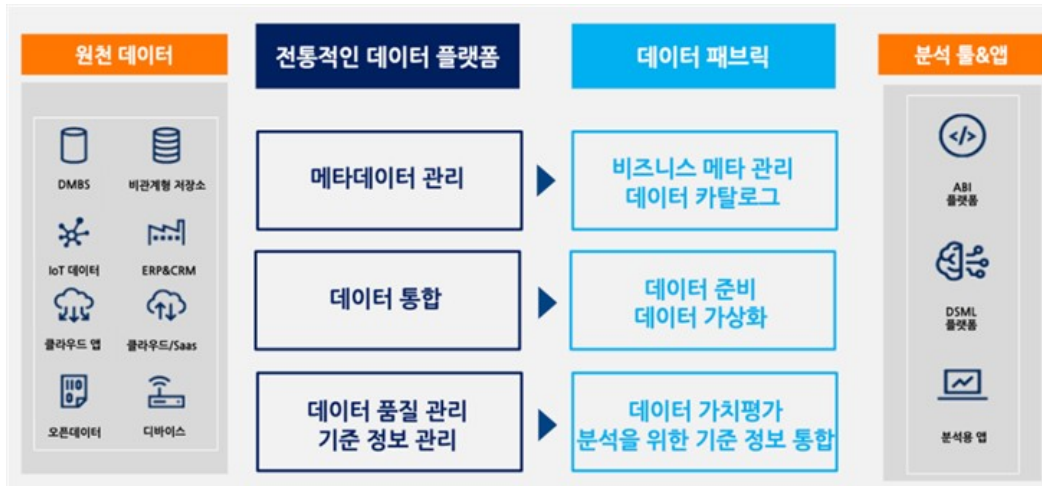 원천 데이터
DMBS
비관계형 저장소
IoT 데이터
ERP&CRM
클라우드 앱
클라우드/Saas
오픈데이터
디바이스
전통적인 데이터 플랫폼
데이터 패브릭
메타데이터 관리
비즈니스 메타 관리
데이터 카탈로그
데이터 통합
데이터 준비
데이터 가상화
데이터 품질 관리
기준 정보 관리
데이터 가치평가
분석을 위한 기준 정보 통합
분석 툴&앱
</>
ABI
플랫폼
DSML
플랫폼
분석용 앱